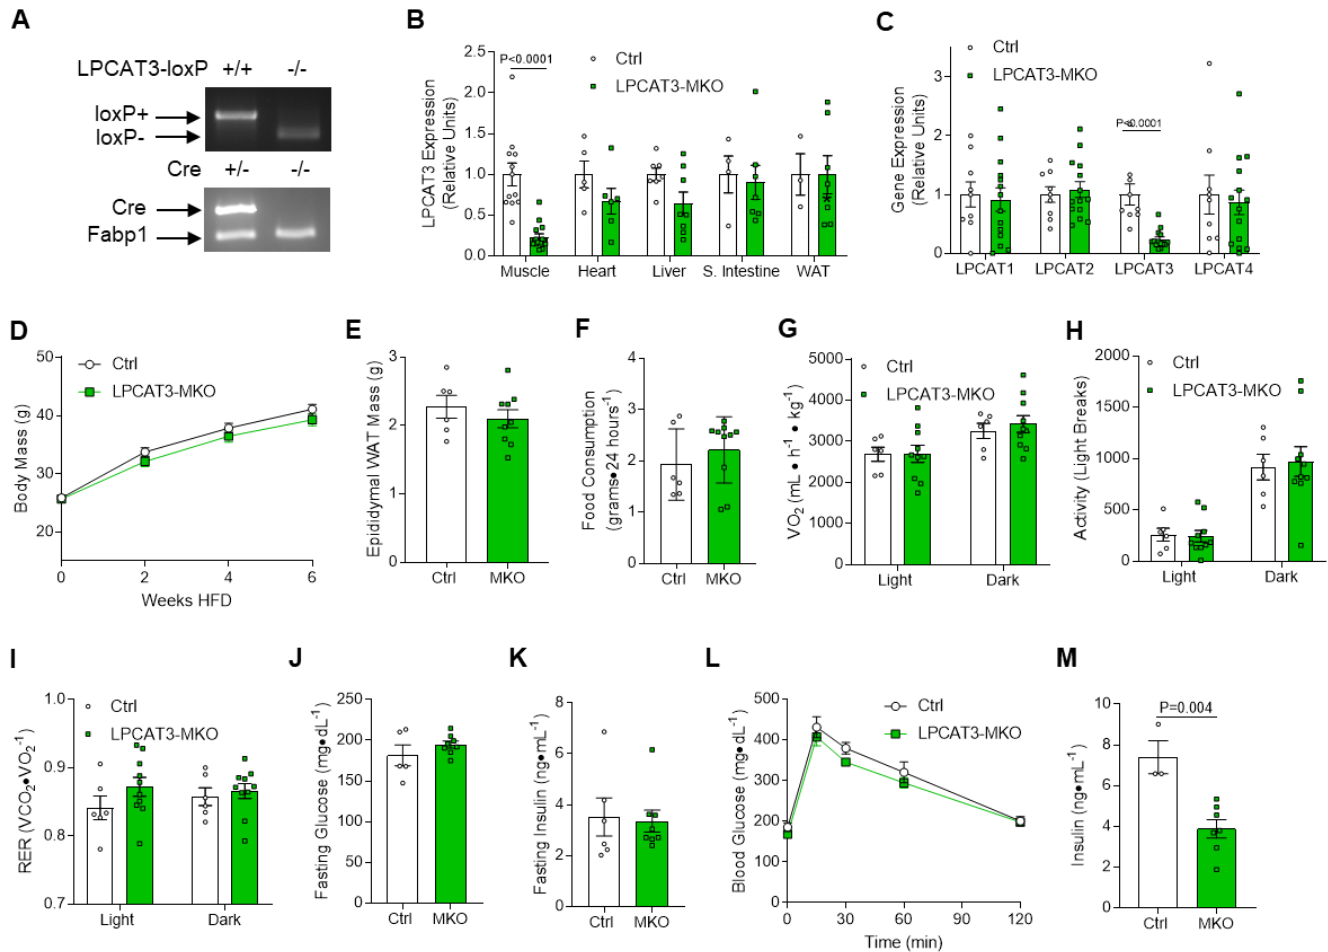 A
LPCAT3-loxP +/+ -/-
loxP+
loxP-
Cre +/- -/-
Cre
Fabp1
B
Ctrl
LPCAT3-MKO
P<0.0001
LPCAT3 Expression
(Relative Units)
2.5
2.0
1.5
1.0
0.5
0.0
Muscle Heart Liver S. Intestine WAT
C
Ctrl
LPCAT3-MKO
P<0.0001
Gene Expression
(Relative Units)
3
2
1
0
LPCAT1 LPCAT2 LPCAT3 LPCAT4
D
Ctrl
LPCAT3-MKO
Body Mass (g)
50
40
30
20
0 2 4 6
Weeks HFD
E
Epididymal WAT Mass (g)
3
2
1
0
Ctrl MKO
F
Food Consumption
(grams•24 hours⁻¹)
4
3
2
1
0
Ctrl MKO
G
Ctrl
LPCAT3-MKO
VO₂ (mL • h⁻¹ • kg⁻¹)
5000
4000
3000
2000
1000
0
Light Dark
H
Ctrl
LPCAT3-MKO
Activity (Light Breaks)
2000
1500
1000
500
0
Light Dark
I
Ctrl
LPCAT3-MKO
RER (VCO₂•VO₂⁻¹)
1.0
0.9
0.8
0.7
Light Dark
J
Fasting Glucose (mg•dL⁻¹)
250
200
150
100
50
0
Ctrl MKO
K
Fasting Insulin (ng•mL⁻¹)
8
6
4
2
0
Ctrl MKO
L
Ctrl
LPCAT3-MKO
Blood Glucose (mg•dL⁻¹)
500
400
300
200
100
0
0 30 60 90 120
Time (min)
M
P=0.004
Insulin (ng•mL⁻¹)
10
8
6
4
2
0
Ctrl MKO